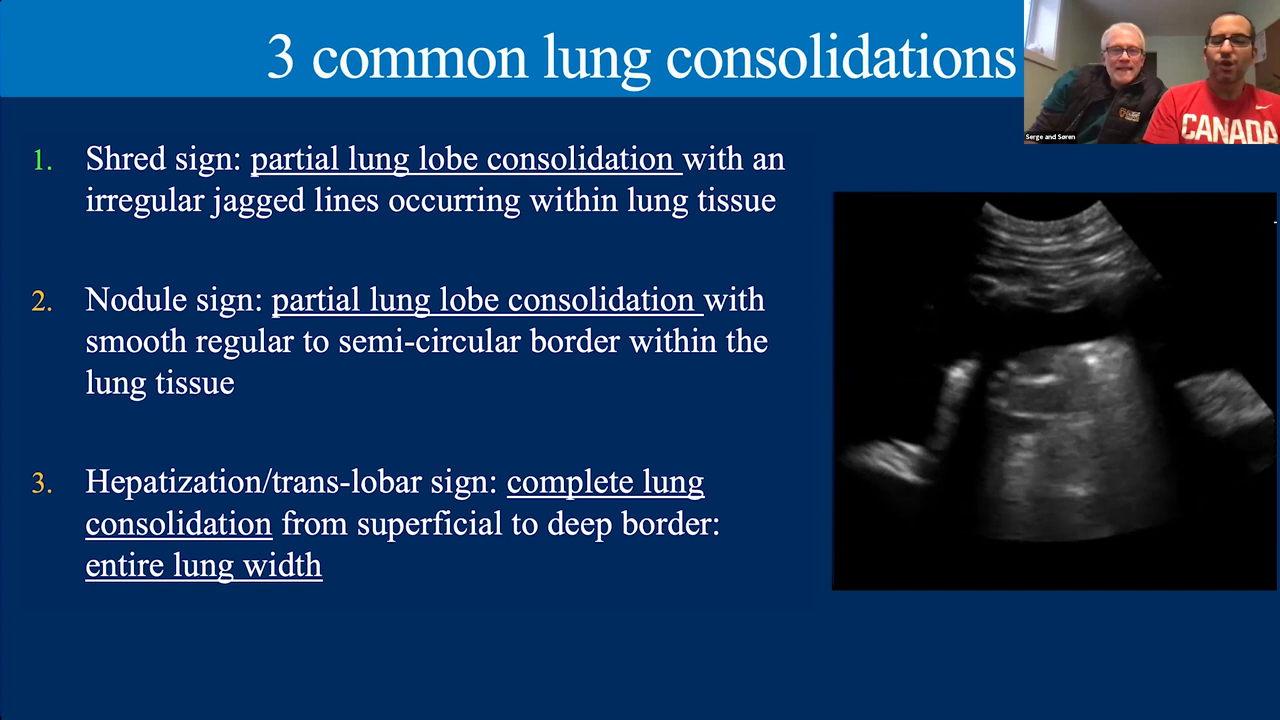 3 common lung consolidations
Serge and Søren
CANADA
1. Shred sign: partial lung lobe consolidation with an
irregular jagged lines occurring within lung tissue
2. Nodule sign: partial lung lobe consolidation with
smooth regular to semi-circular border within the
lung tissue
3. Hepatization/trans-lobar sign: complete lung
consolidation from superficial to deep border:
entire lung width